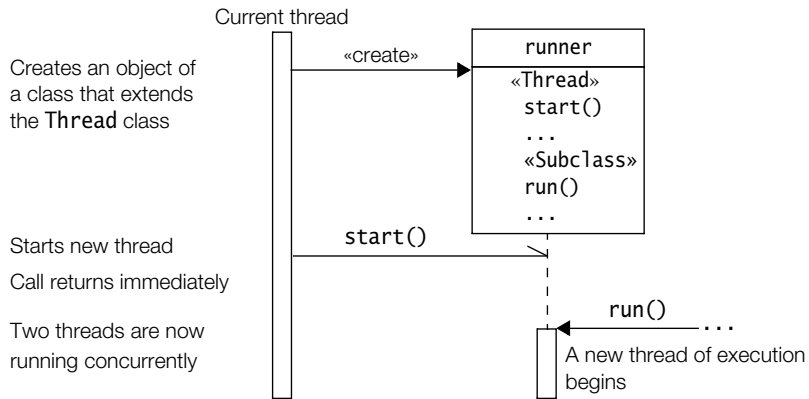 Current thread
«create»
runner
Creates an object of
a class that extends
the Thread class
«Thread»
start()
...
«Subclass»
run()
...
Starts new thread
start()
Call returns immediately
Two threads are now
running concurrently
run()
...
A new thread of execution
begins